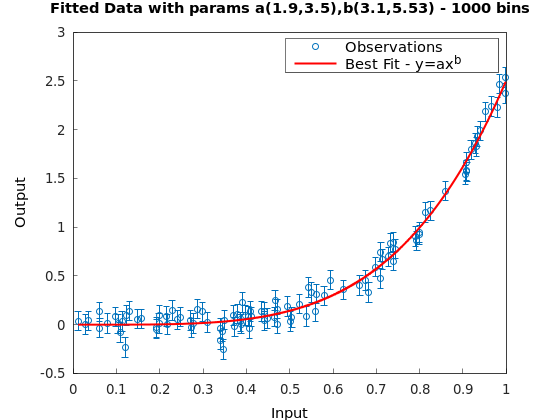 Fitted Data with params a(1.9,3.5),b(3.1,5.53) - 1000 bins
3
2.5
2
1.5
1
0.5
0
-0.5
Output
Observations
Best Fit - y=ax^b
0 0.1 0.2 0.3 0.4 0.5 0.6 0.7 0.8 0.9 1
Input